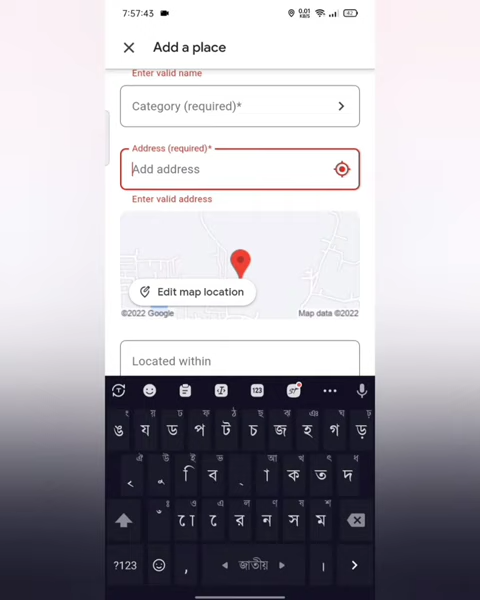 7:57:43
0.01 KB/S
42
Add a place
Enter valid name
Category (required)*
Address (required)*
Add address
Enter valid address
Edit map location
©2022 Google
Map data ©2022
Located within
123
ং য় ঢ ফ ঠ ছ ঝ ঞ ঘ ঢ়
ঙ য ড প ট চ জ হ গ ড়
ঐ উ ই ভ আ খ ৎ ধ
ৃ ু ি ব ্ া ক ত দ
ঃ ও এ ল ণ ষ শ
ঁ ো ে র ন স ম
?123 , জাতীয় ।